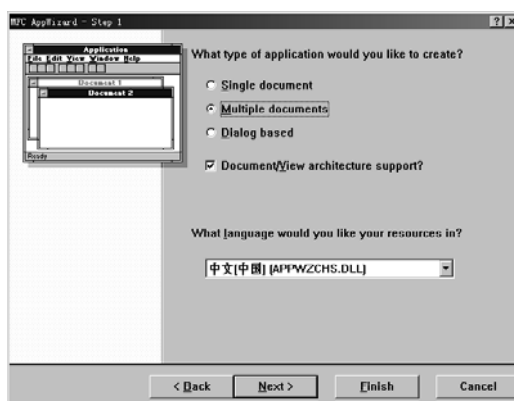 MFC AppWizard - Step 1
Application
File Edit View Window Help
Document 1
Document 2
Ready
What type of application would you like to create?
Single document
Multiple documents
Dialog based
Document/View architecture support?
What language would you like your resources in?
中文[中国] (APPWZCHS.DLL)
< Back
Next >
Finish
Cancel